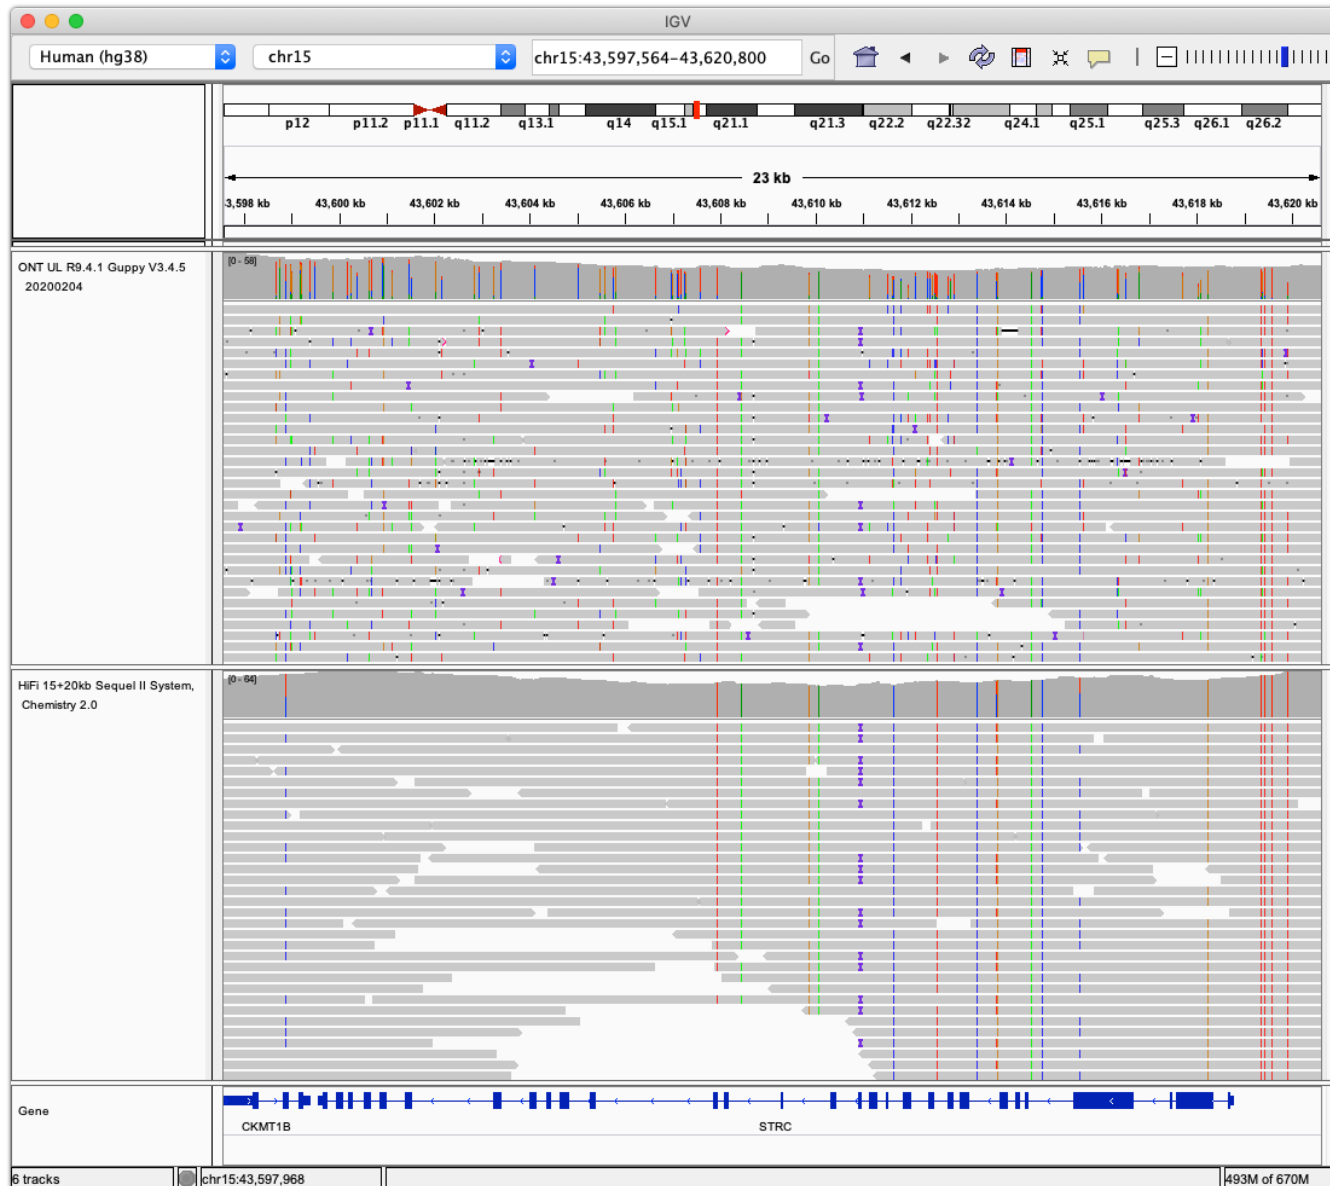 IGV
Human (hg38) chr15 chr15:43,597,564-43,620,800 Go
p12 p11.2 p11.1 q11.2 q13.1 q14 q15.1 q21.1 q21.3 q22.2 q22.32 q24.1 q25.1 q25.3 q26.1 q26.2
23 kb
3,598 kb 43,600 kb 43,602 kb 43,604 kb 43,606 kb 43,608 kb 43,610 kb 43,612 kb 43,614 kb 43,616 kb 43,618 kb 43,620 kb
ONT UL R9.4.1 Guppy V3.4.5
20200204
[0 - 58]
HiFi 15+20kb Sequel II System,
Chemistry 2.0
[0 - 64]
Gene
CKMT1B STRC
6 tracks chr15:43,597,968 493M of 670M